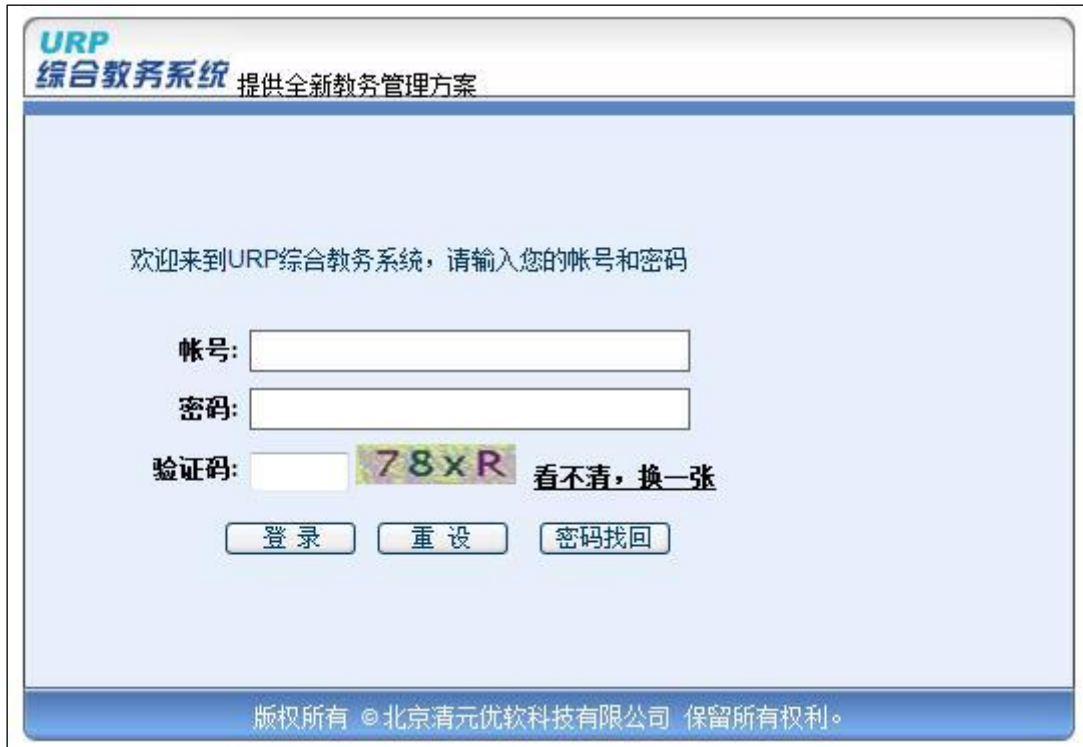 URP
综合教务系统 提供全新教务管理方案
欢迎来到URP综合教务系统，请输入您的帐号和密码
帐号:
密码:
验证码: 78xR 看不清，换一张
登 录 重 设 密码找回
版权所有 ©北京清元优软科技有限公司 保留所有权利。